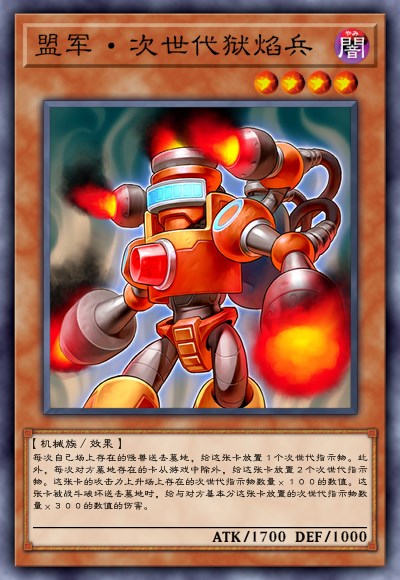 盟军·次世代狱焰兵
やみ
闇
【机械族／效果】
每次自己场上存在的怪兽送去墓地，给这张卡放置1个次世代指示物。此
外，每次对方墓地存在的卡从游戏中除外，给这张卡放置2个次世代指示
物。这张卡的攻击力上升场上存在的次世代指示物数量×100的数值。这
张卡被战斗破坏送去墓地时，给与对方基本分这张卡放置的次世代指示物数
量×300的数值的伤害。
ATK/1700 DEF/1000